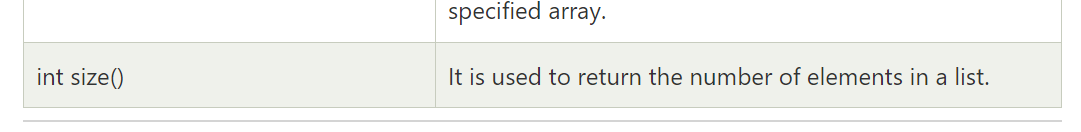 specified array.
int size()
It is used to return the number of elements in a list.